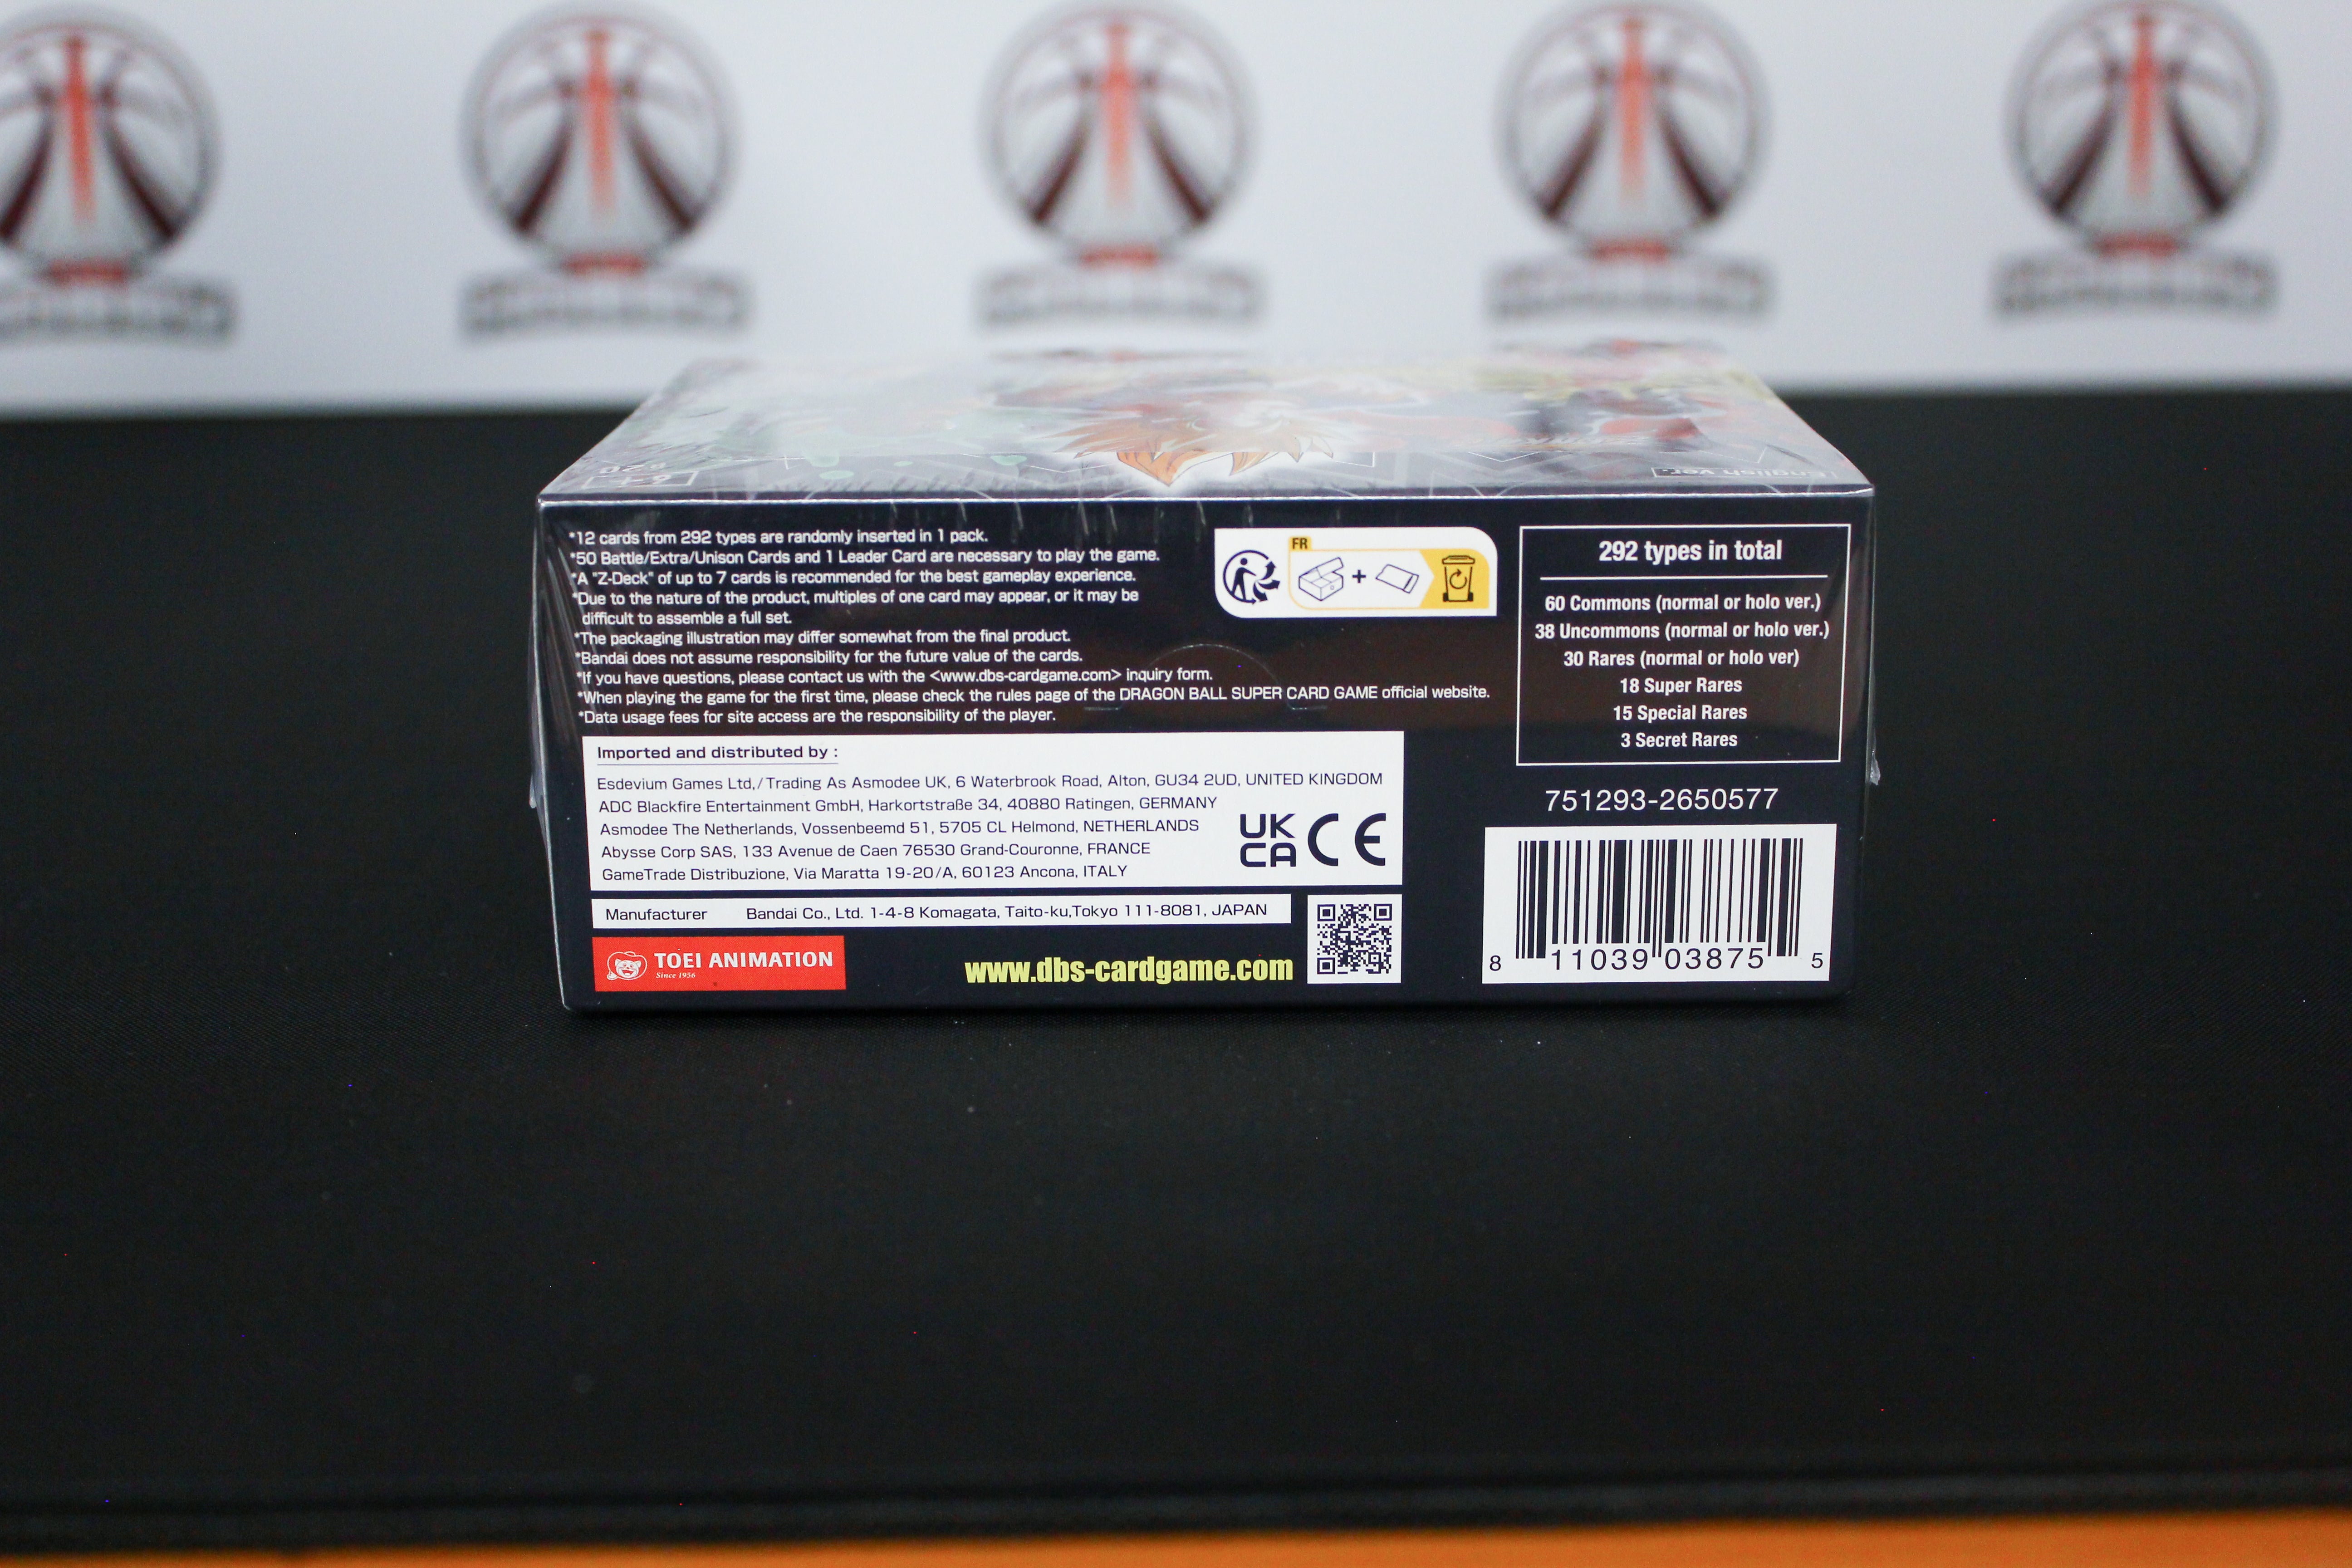 English ver.
*12 cards from 292 types are randomly inserted in 1 pack.
*50 Battle/Extra/Unison Cards and 1 Leader Card are necessary to play the game.
*A "Z-Deck" of up to 7 cards is recommended for the best gameplay experience.
*Due to the nature of the product, multiples of one card may appear, or it may be
difficult to assemble a full set.
*The packaging illustration may differ somewhat from the final product.
*Bandai does not assume responsibility for the future value of the cards.
*If you have questions, please contact us with the <www.dbs-cardgame.com> inquiry form.
*When playing the game for the first time, please check the rules page of the DRAGON BALL SUPER CARD GAME official website.
*Data usage fees for site access are the responsibility of the player.
FR
+
292 types in total
60 Commons (normal or holo ver.)
38 Uncommons (normal or holo ver.)
30 Rares (normal or holo ver)
18 Super Rares
15 Special Rares
3 Secret Rares
Imported and distributed by :
Esdevium Games Ltd,/Trading As Asmodee UK, 6 Waterbrook Road, Alton, GU34 2UD, UNITED KINGDOM
ADC Blackfire Entertainment GmbH, Harkortstraße 34, 40880 Ratingen, GERMANY
Asmodee The Netherlands, Vossenbeemd 51, 5705 CL Helmond, NETHERLANDS
Abysse Corp SAS, 133 Avenue de Caen 76530 Grand-Couronne, FRANCE
GameTrade Distribuzione, Via Maratta 19-20/A, 60123 Ancona, ITALY
UK
CA
CE
Manufacturer Bandai Co., Ltd. 1-4-8 Komagata, Taito-ku,Tokyo 111-8081, JAPAN
TOEI ANIMATION
Since 1956
www.dbs-cardgame.com
751293-2650577
8 11039 03875 5